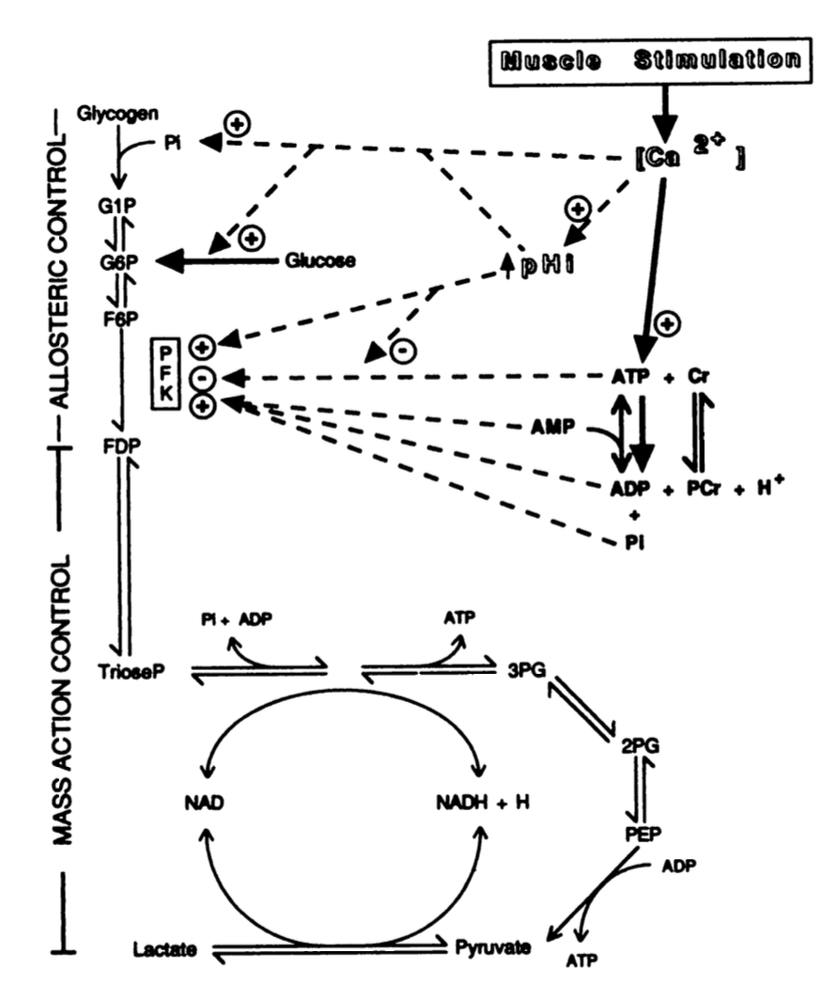 Muscle Stimulation
Glycogen
Pi
+
[Ca 2+ ]
G1P
+
+
G6P
Glucose
pHi
F6P
ALLOSTERIC CONTROL
PFK
+
-
+
-
+
ATP + Cr
AMP
FDP
ADP + PCr + H+
+
Pi
MASS ACTION CONTROL
Pi + ADP
ATP
TrioseP
3PG
2PG
NAD
NADH + H
PEP
ADP
Lactate
Pyruvate
ATP